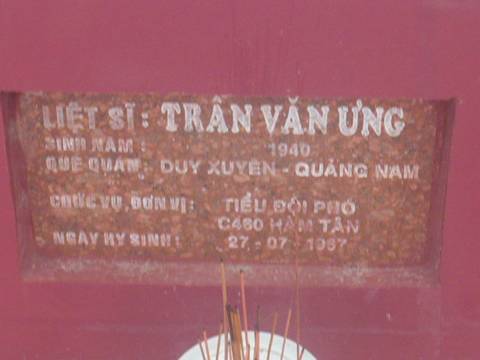 LIỆT SĨ: TRẦN VĂN ƯNG
SINH NĂM: 1940
QUÊ QUÁN: DUY XUYÊN - QUẢNG NAM
CHỨC VỤ, ĐƠN VỊ: TIỂU ĐỘI PHÓ
C480 HÀM TÂN
NGÀY HY SINH: 27 - 07 - 1967